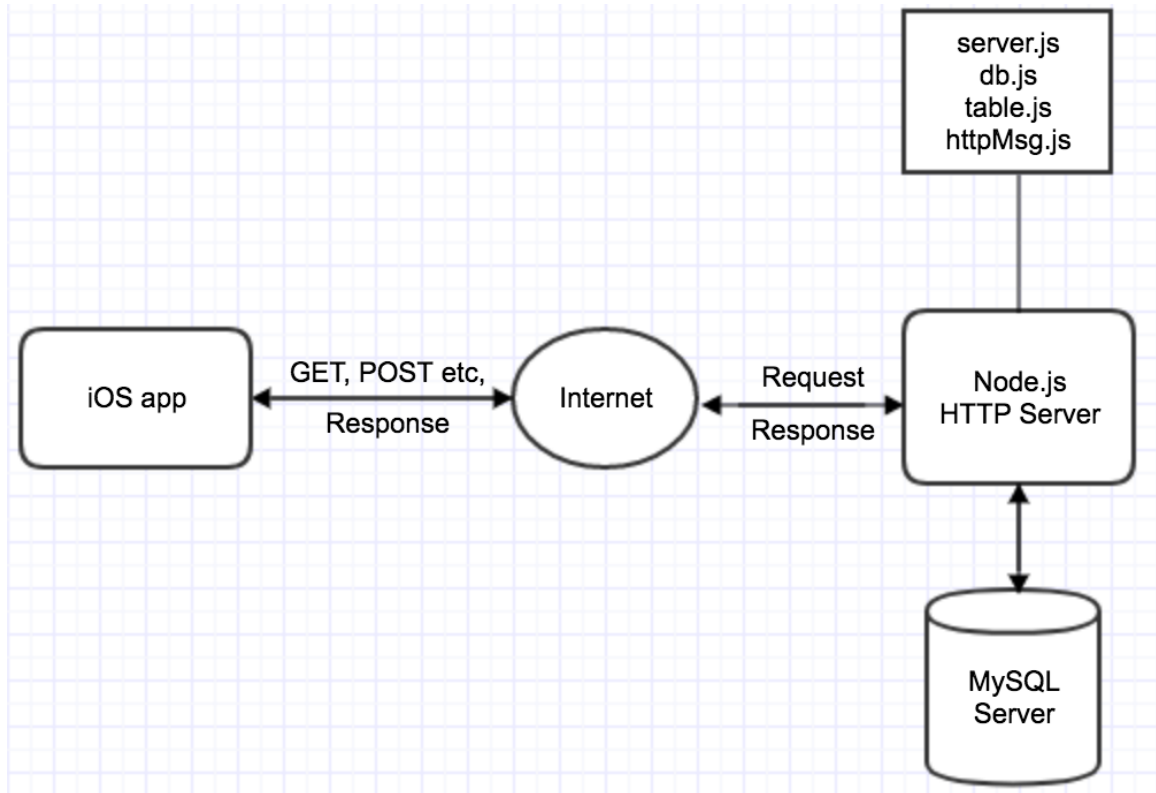 server.js
db.js
table.js
httpMsg.js
iOS app
GET, POST etc,
Response
Internet
Request
Response
Node.js
HTTP Server
MySQL
Server